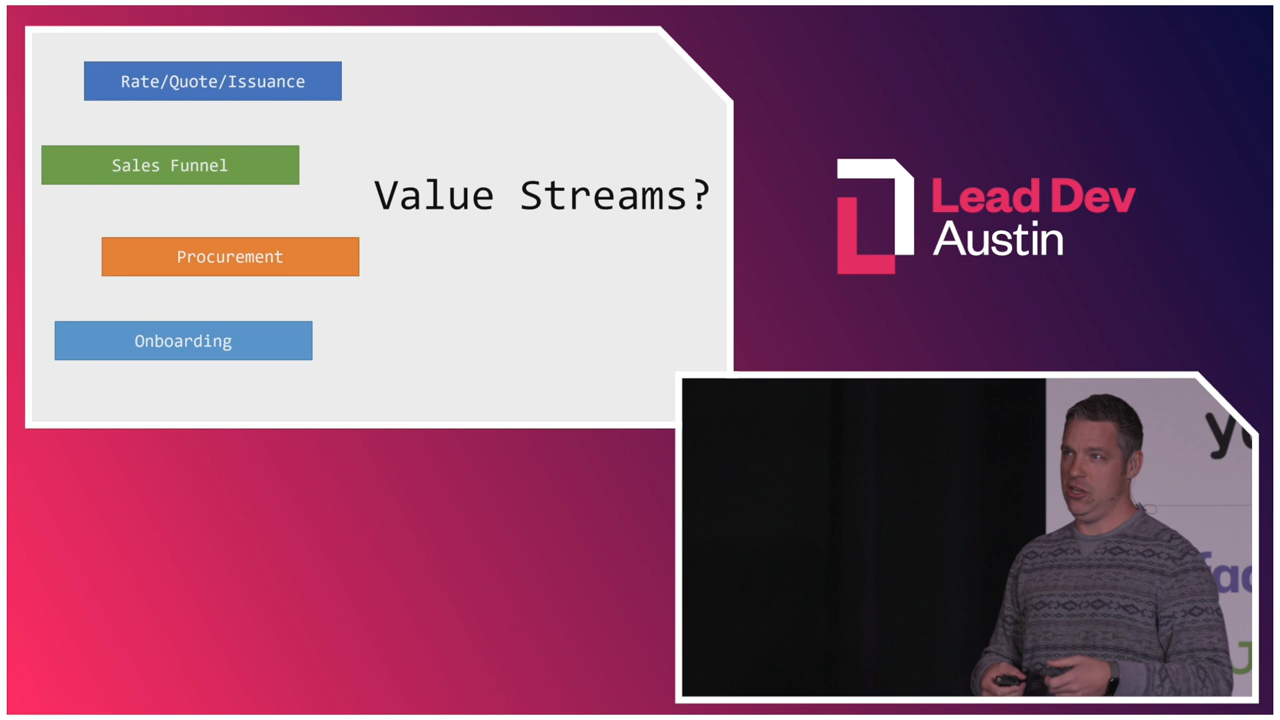 Rate/Quote/Issuance
Sales Funnel
Value Streams?
Procurement
Onboarding
Lead Dev
Austin